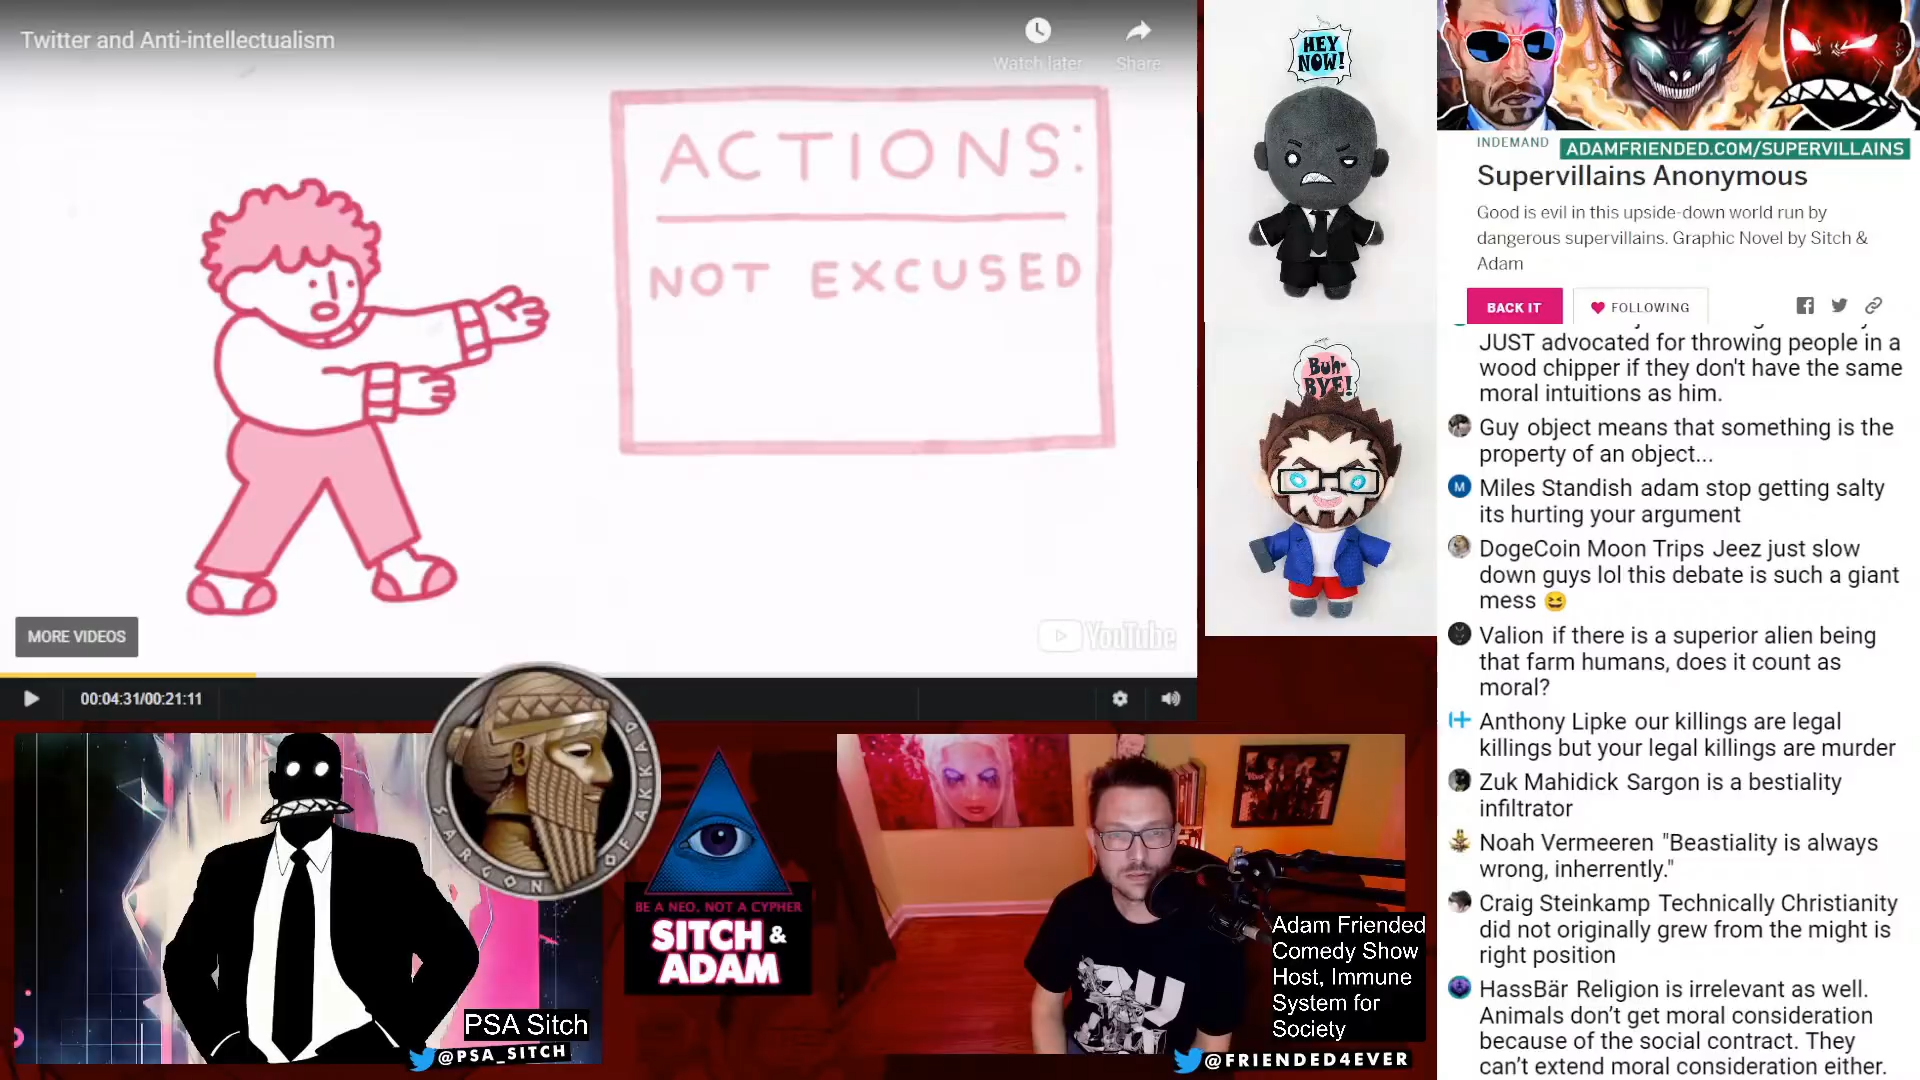 Twitter and Anti-intellectualism
Watch later
Share
ACTIONS:
NOT EXCUSED
MORE VIDEOS
YouTube
00:04:31/00:21:11
HEY
NOW!
Buh-
BYE!
INDEMAND
ADAMFRIENDED.COM/SUPERVILLAINS
Supervillains Anonymous
Good is evil in this upside-down world run by
dangerous supervillains. Graphic Novel by Sitch &
Adam
BACK IT
FOLLOWING
JUST advocated for throwing people in a
wood chipper if they don't have the same
moral intuitions as him.
Guy object means that something is the
property of an object...
M
Miles Standish adam stop getting salty
its hurting your argument
DogeCoin Moon Trips Jeez just slow
down guys lol this debate is such a giant
mess 😆
Valion if there is a superior alien being
that farm humans, does it count as
moral?
Anthony Lipke our killings are legal
killings but your legal killings are murder
Zuk Mahidick Sargon is a bestiality
infiltrator
Noah Vermeeren "Beastiality is always
wrong, inherrently."
Craig Steinkamp Technically Christianity
did not originally grew from the might is
right position
HassBär Religion is irrelevant as well.
Animals don't get moral consideration
because of the social contract. They
can't extend moral consideration either.
SARGON OF AKKAD
BE A NEO, NOT A CYPHER
SITCH &
ADAM
PSA Sitch
@PSA_SITCH
Adam Friended
Comedy Show
Host, Immune
System for
Society
@FRIENDED4EVER